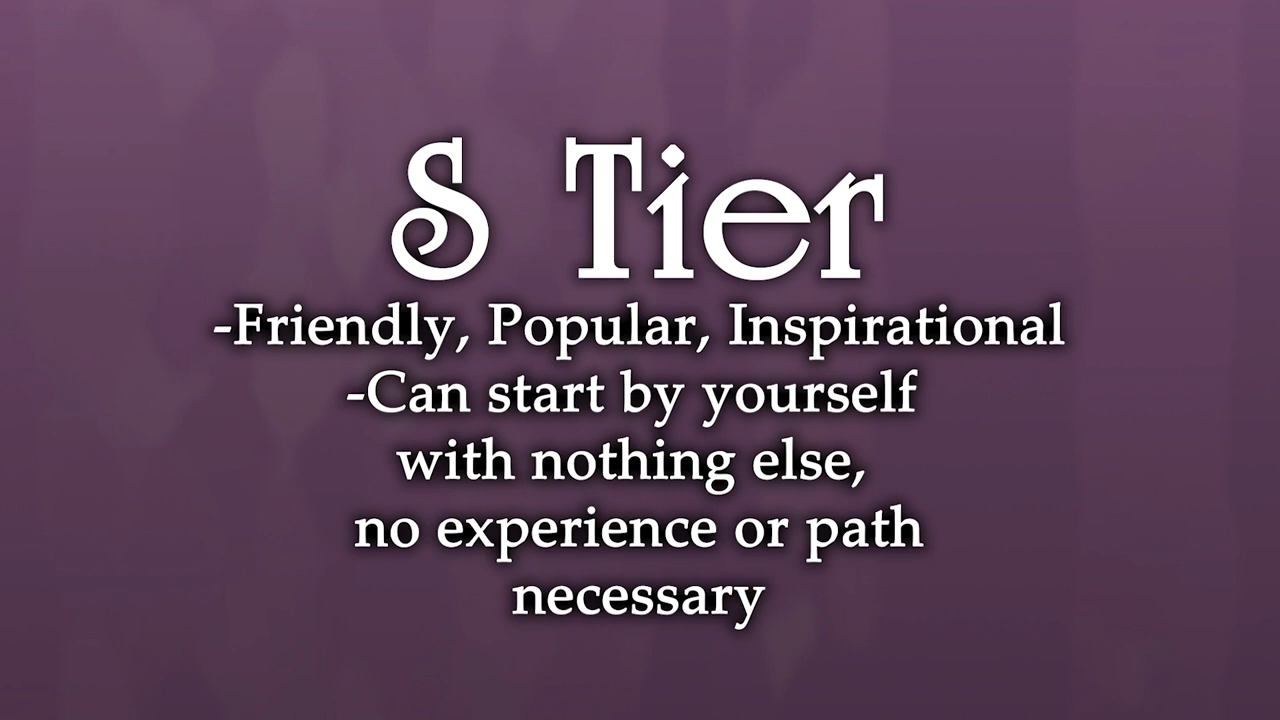 S Tier
-Friendly, Popular, Inspirational
-Can start by yourself
with nothing else,
no experience or path
necessary